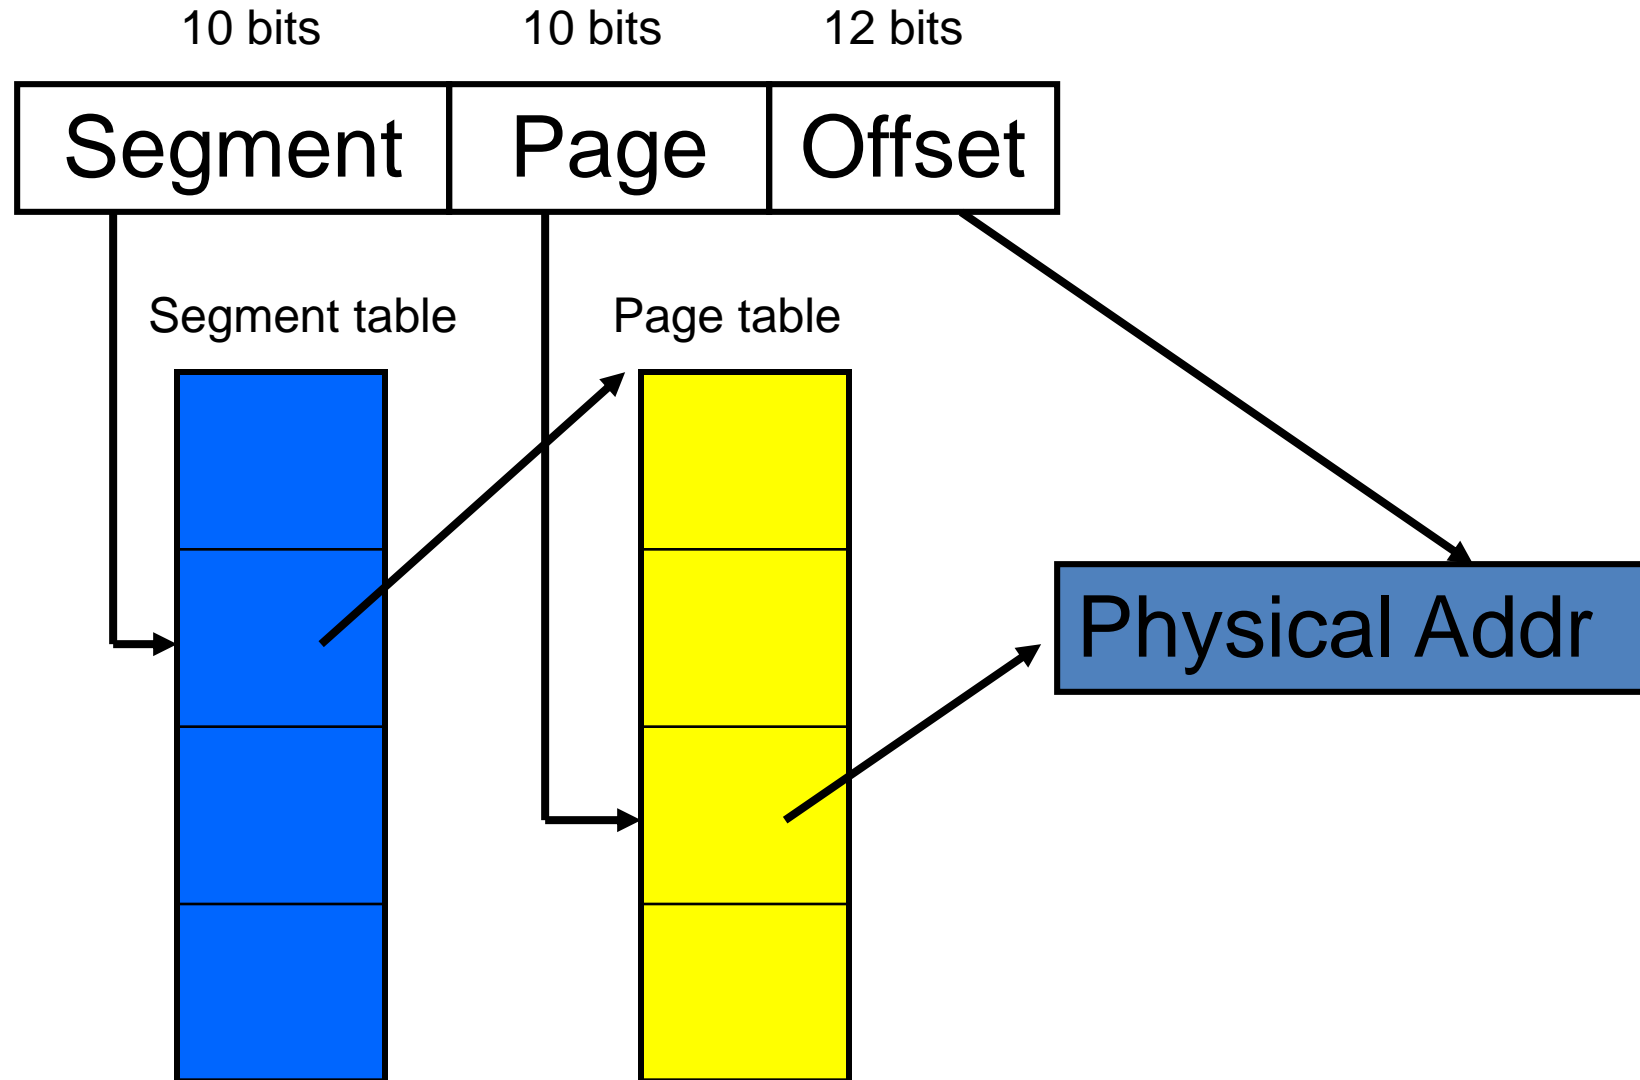 10 bits 10 bits 12 bits
Segment Page Offset
Segment table Page table
Physical Addr